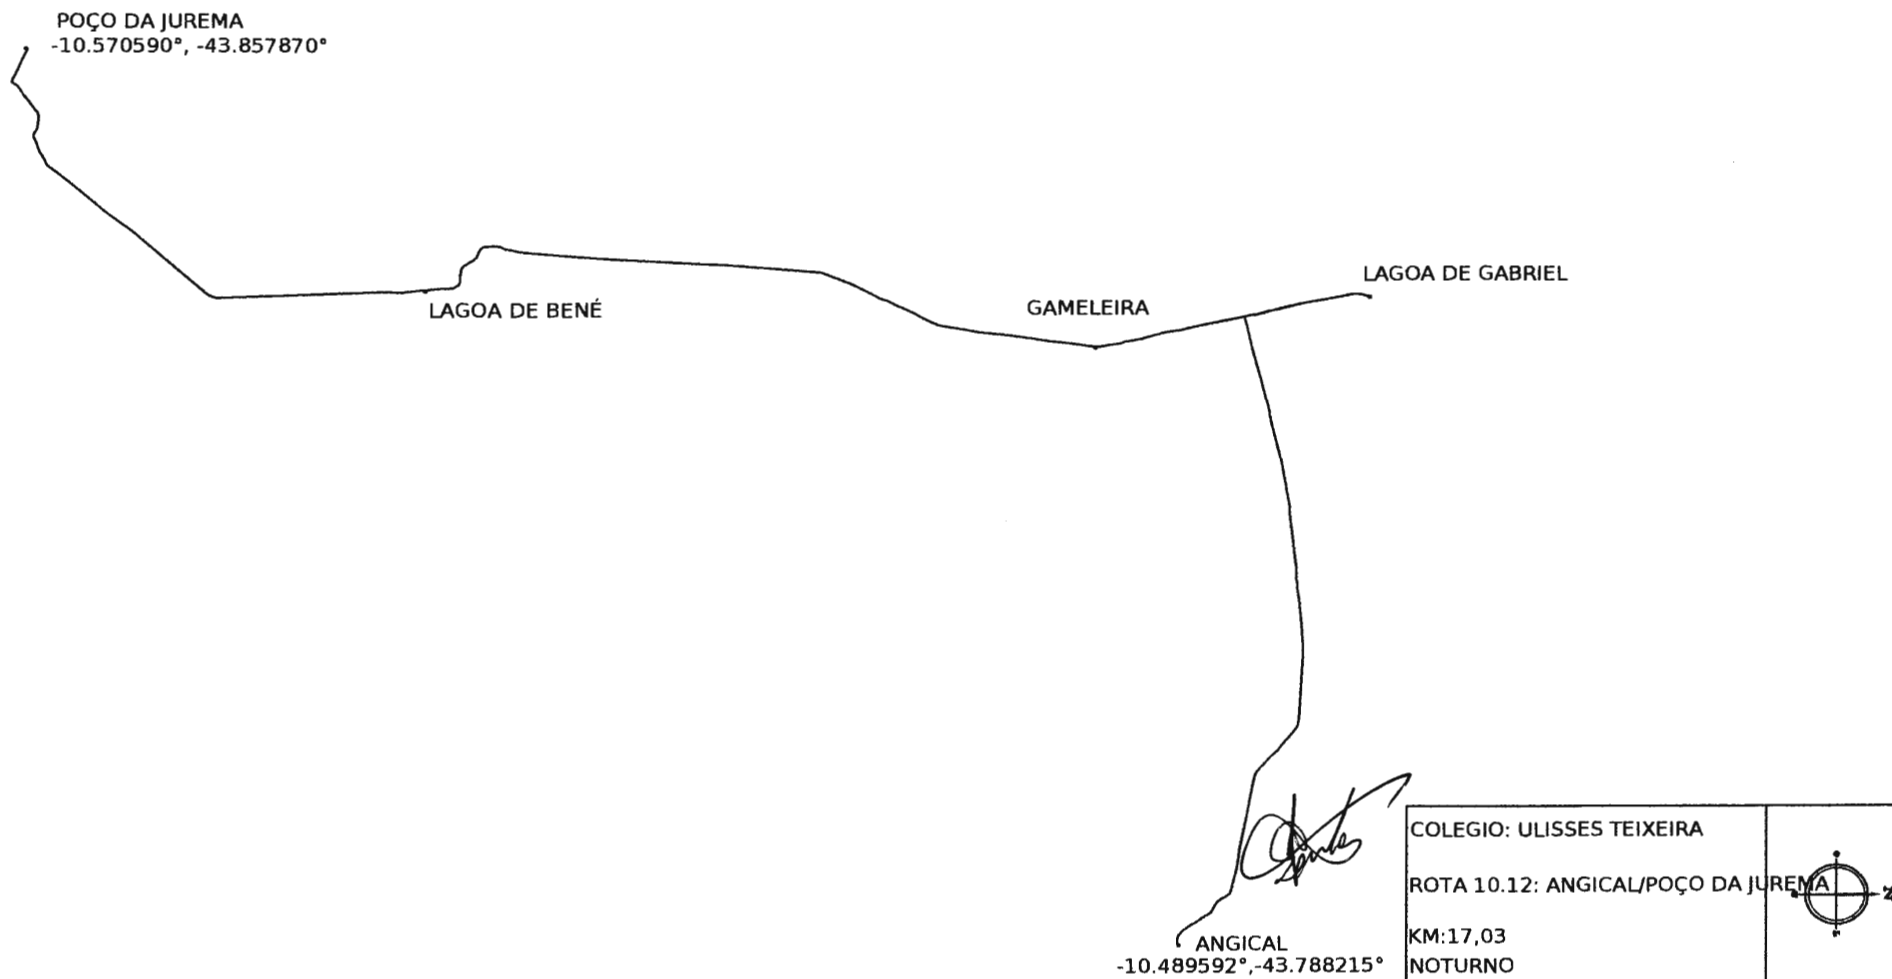 POÇO DA JUREMA
-10.570590°, -43.857870°
LAGOA DE BENÉ
GAMELEIRA
LAGOA DE GABRIEL
ANGICAL
-10.489592°,-43.788215°
COLEGIO: ULISSES TEIXEIRA
ROTA 10.12: ANGICAL/POÇO DA JUREMA
KM:17,03
NOTURNO
N